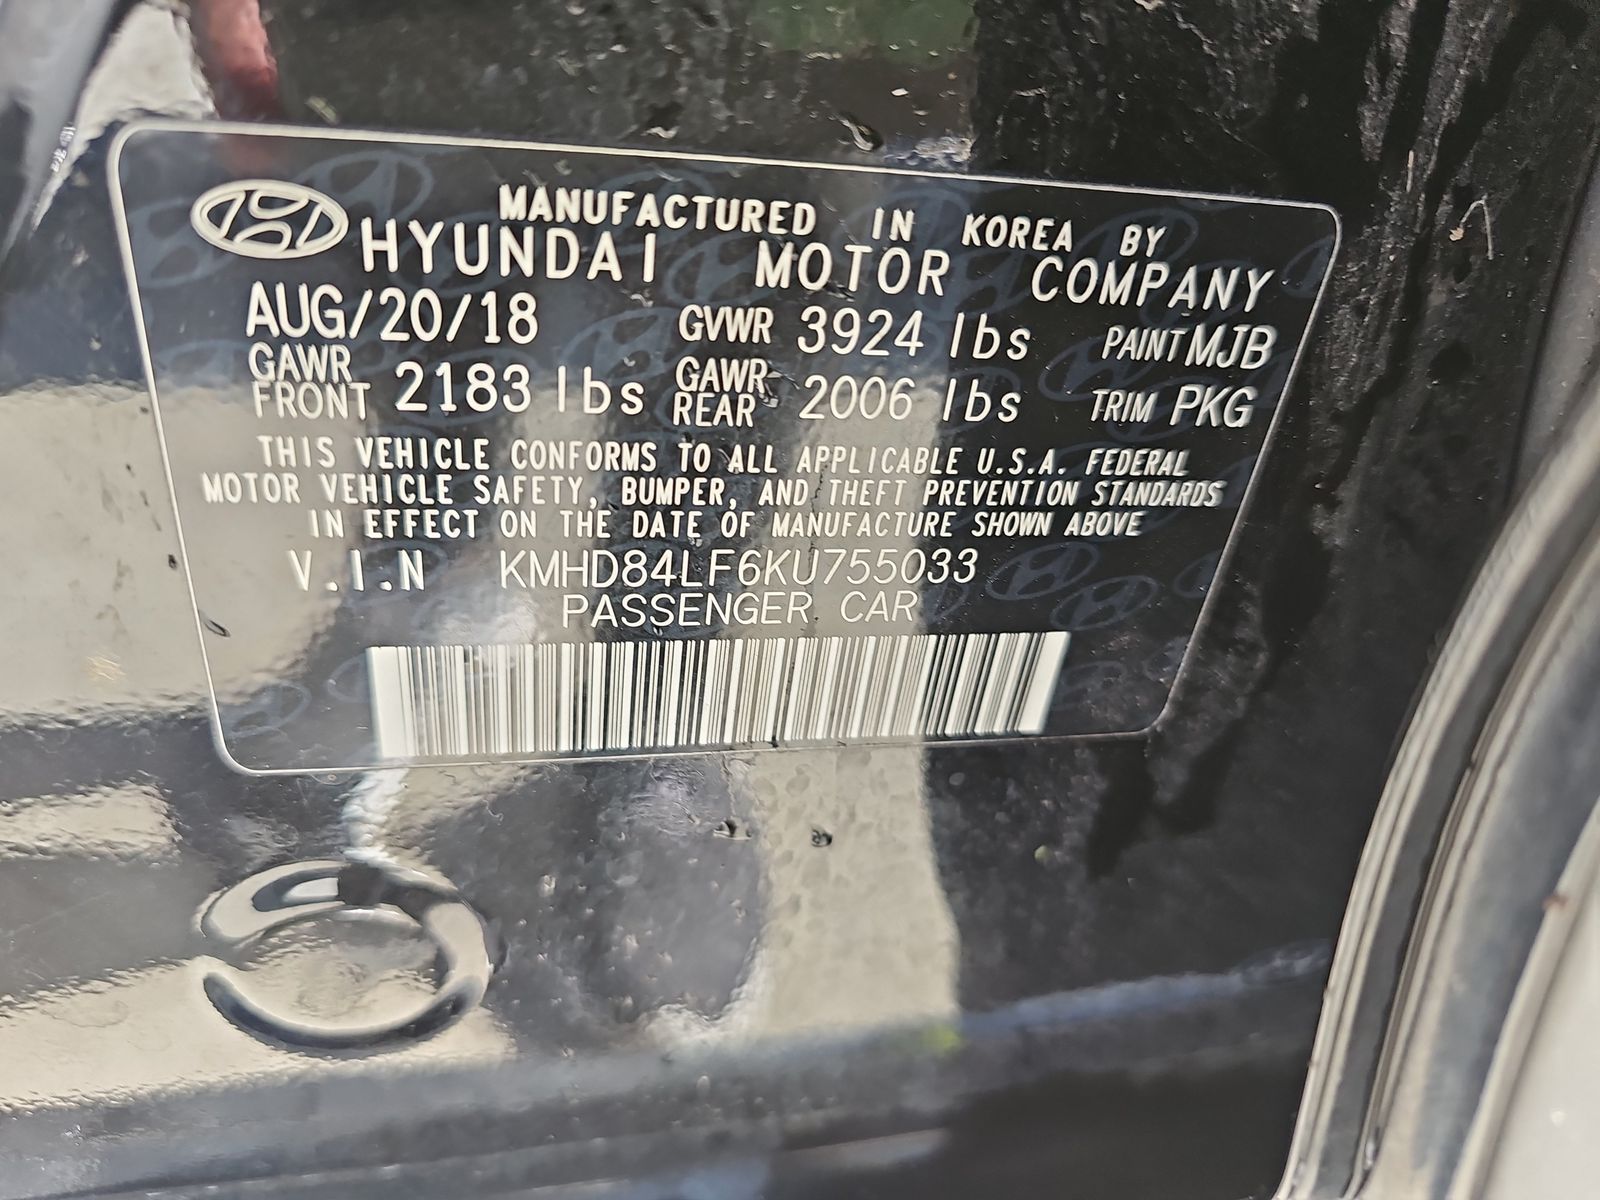 MANUFACTURED IN KOREA BY
HYUNDAI MOTOR COMPANY
AUG/20/18 GVWR 3924 lbs PAINT MJB
GAWR FRONT 2183 lbs GAWR REAR 2006 lbs TRIM PKG
THIS VEHICLE CONFORMS TO ALL APPLICABLE U.S.A. FEDERAL
MOTOR VEHICLE SAFETY, BUMPER, AND THEFT PREVENTION STANDARDS
IN EFFECT ON THE DATE OF MANUFACTURE SHOWN ABOVE
V.I.N KMHD84LF6KU755033
PASSENGER CAR